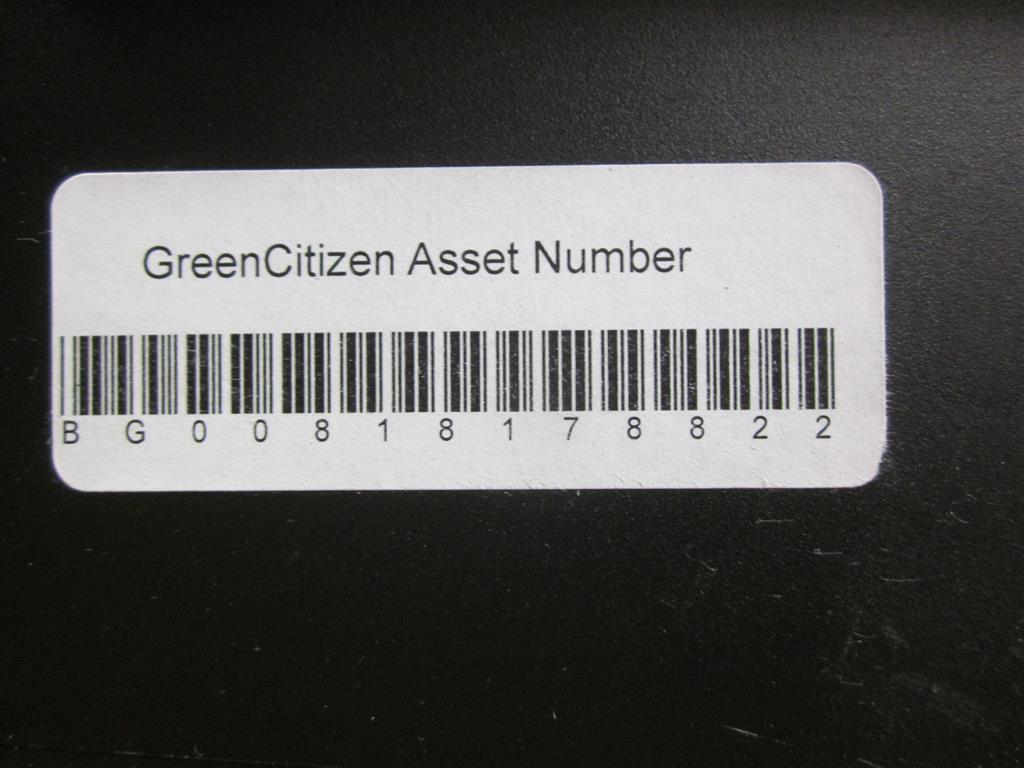 GreenCitizen Asset Number
B G 0 0 8 1 8 1 7 8 8 2 2